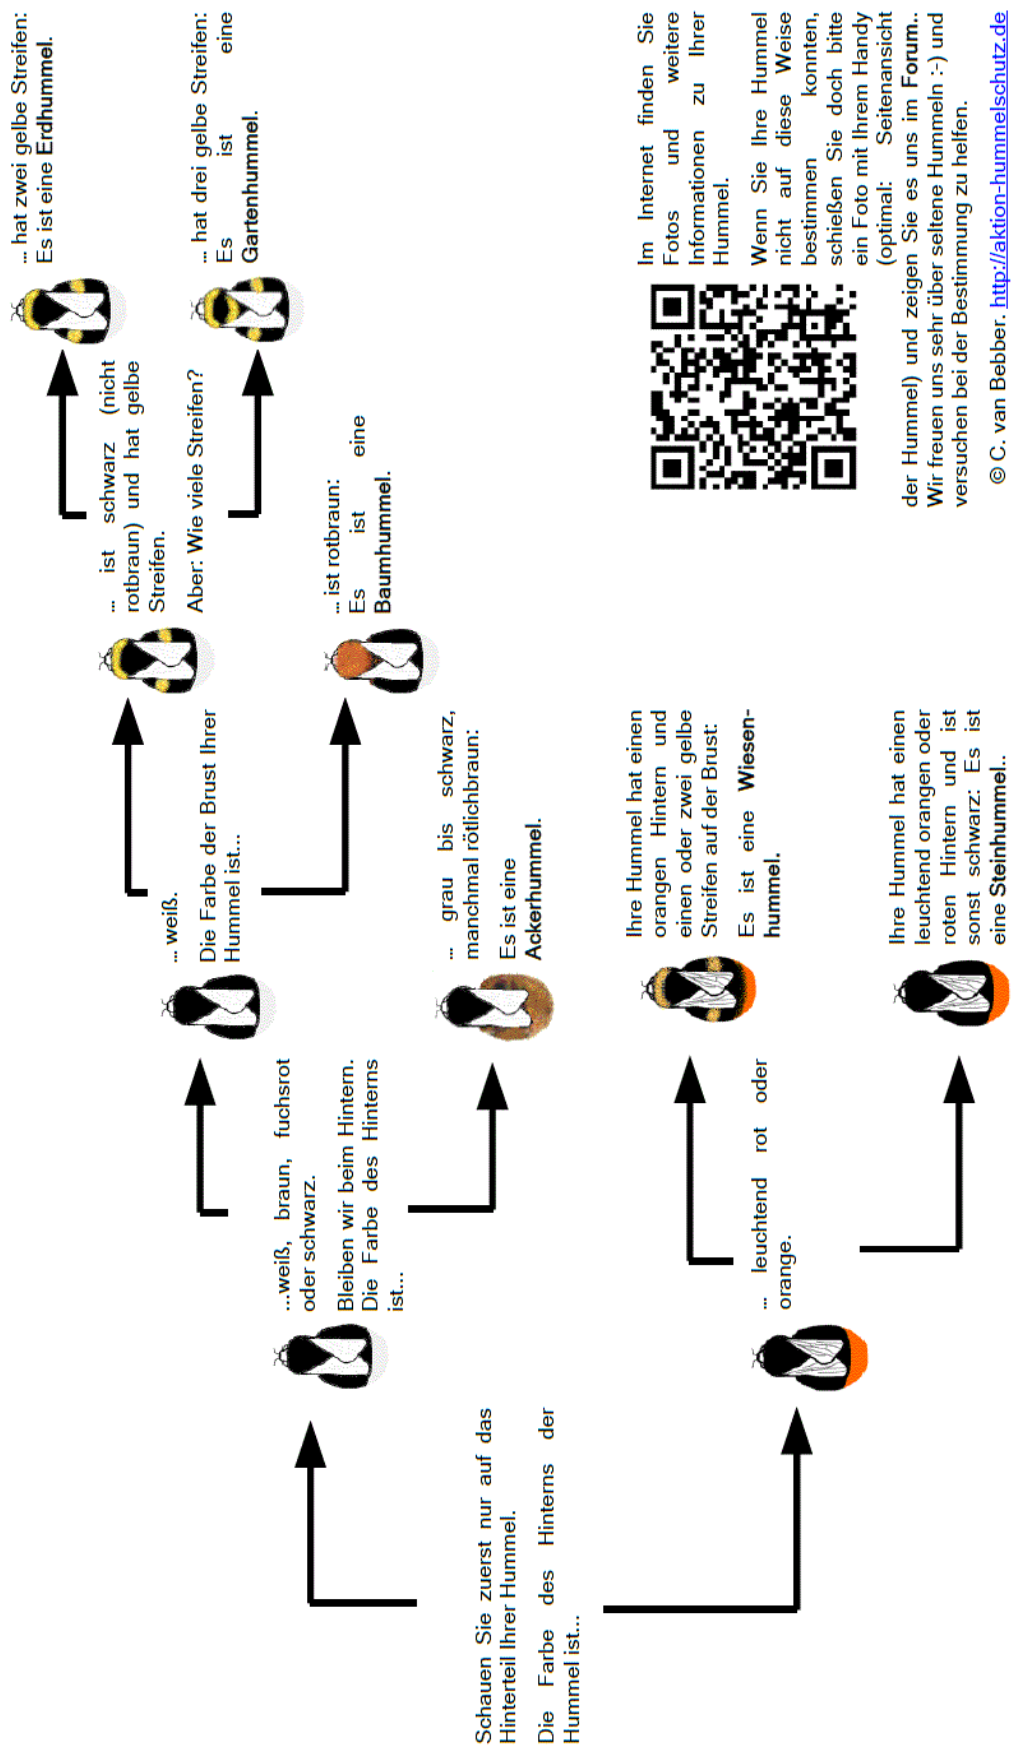 Schauen Sie zuerst nur auf das
Hinterteil Ihrer Hummel.
Die Farbe des Hinterns der
Hummel ist...
...weiß, braun, fuchsrot
oder schwarz.
Bleiben wir beim Hintern.
Die Farbe des Hinterns
ist...
... weiß.
Die Farbe der Brust Ihrer
Hummel ist...
... ist schwarz (nicht
rotbraun) und hat gelbe
Streifen.
Aber: Wie viele Streifen?
... hat zwei gelbe Streifen:
Es ist eine Erdhummel.
... hat drei gelbe Streifen:
Es ist eine
Gartenhummel.
... ist rotbraun:
Es ist eine
Baumhummel.
... grau bis schwarz,
manchmal rötlichbraun:
Es ist eine
Ackerhummel.
... leuchtend rot oder
orange.
Ihre Hummel hat einen
orangen Hintern und
einen oder zwei gelbe
Streifen auf der Brust:
Es ist eine Wiesen-
hummel.
Ihre Hummel hat einen
leuchtend orangen oder
roten Hintern und ist
sonst schwarz: Es ist
eine Steinhummel..
Im Internet finden Sie
Fotos und weitere
Informationen zu Ihrer
Hummel.
Wenn Sie Ihre Hummel
nicht auf diese Weise
bestimmen konnten,
schießen Sie doch bitte
ein Foto mit Ihrem Handy
(optimal: Seitenansicht
der Hummel) und zeigen Sie es uns im Forum..
Wir freuen uns sehr über seltene Hummeln :-) und
versuchen bei der Bestimmung zu helfen.
© C. van Bebber. http://aktion-hummelschutz.de